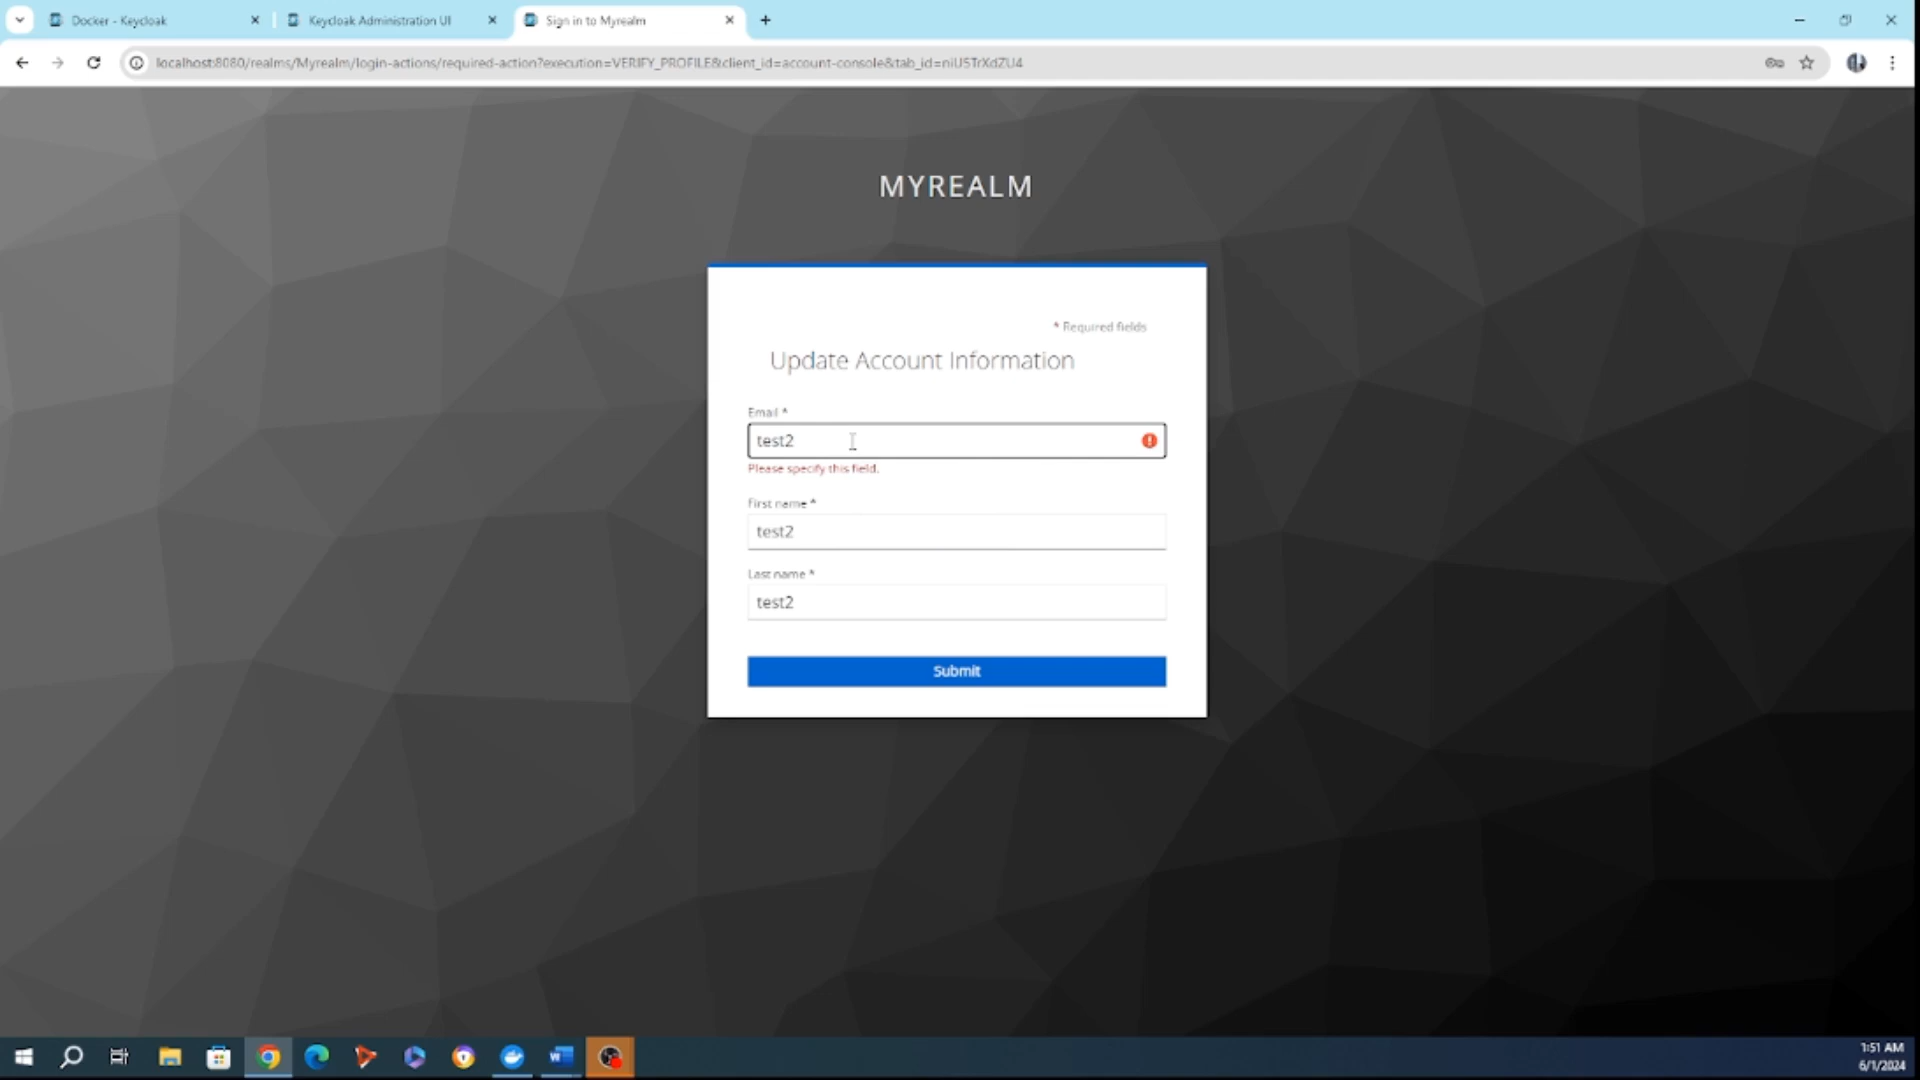 Docker - Keycloak
Keycloak Administration UI
Sign in to Myrealm
localhost:8080/realms/Myrealm/login-actions/required-action?execution=VERIFY_PROFILE&client_id=account-console&tab_id=niU5TrXdZU4
MYREALM
* Required fields
Update Account Information
Email *
test2
Please specify this field.
First name *
test2
Last name *
test2
Submit
1:51 AM
6/1/2024